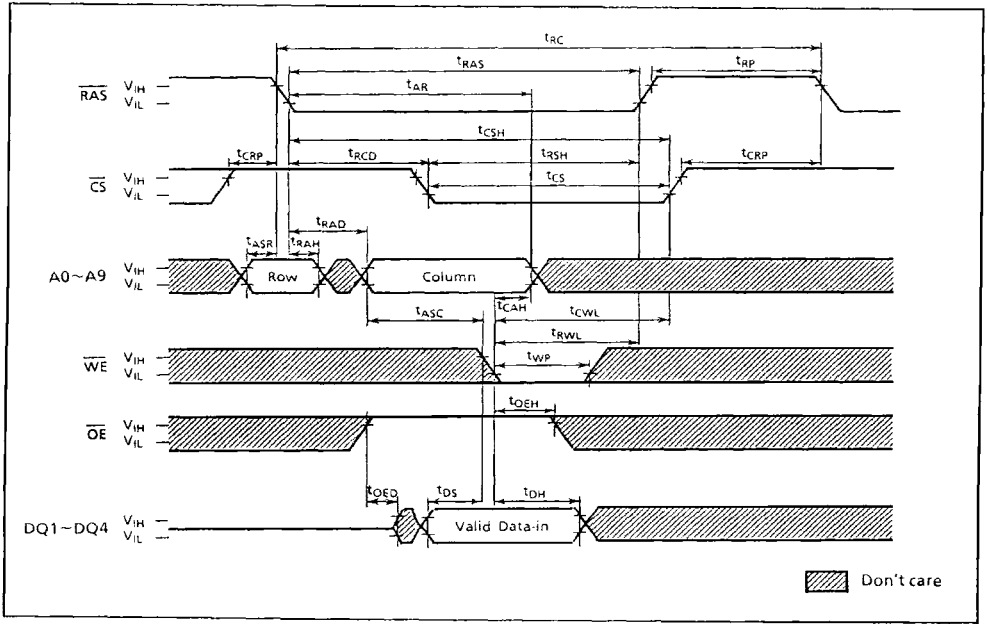 tRC
tRAS
tRP
tAR
RAS VIH
VIL
tCSH
tCRP tRCD tRSH tCRP
tCS
CS VIH
VIL
tRAD
tASR tRAH
A0~A9 VIH
VIL
Row Column
tCAH
tASC tCWL
tRWL
WE VIH
VIL
tWP
tOEH
OE VIH
VIL
tOED tDS tDH
DQ1~DQ4 VIH
VIL
Valid Data-in
Don't care